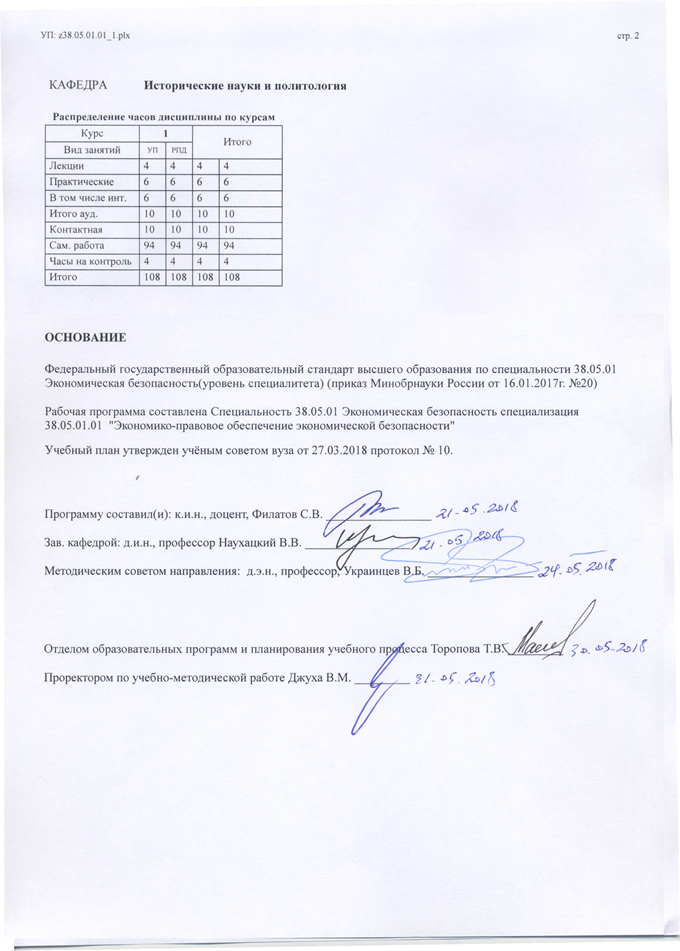 УП: z38.05.01.01_1.plx стр. 2
КАФЕДРА Исторические науки и политология
Распределение часов дисциплины по курсам
Курс 1 Итого
Вид занятий УП РПД
Лекции 4 4 4 4
Практические 6 6 6 6
В том числе инт. 6 6 6 6
Итого ауд. 10 10 10 10
Контактная 10 10 10 10
Сам. работа 94 94 94 94
Часы на контроль 4 4 4 4
Итого 108 108 108 108
ОСНОВАНИЕ
Федеральный государственный образовательный стандарт высшего образования по специальности 38.05.01
Экономическая безопасность(уровень специалитета) (приказ Минобрнауки России от 16.01.2017г. №20)
Рабочая программа составлена Специальность 38.05.01 Экономическая безопасность специализация
38.05.01.01 "Экономико-правовое обеспечение экономической безопасности"
Учебный план утвержден учёным советом вуза от 27.03.2018 протокол № 10.
Программу составил(и): к.и.н., доцент, Филатов С.В. 21-05-2018
Зав. кафедрой: д.и.н., профессор Наухацкий В.В. 21-05-2018
Методическим советом направления: д.э.н., профессор, Украинцев В.Б. 24.05.2018
Отделом образовательных программ и планирования учебного процесса Торопова Т.В. 30.05-2018
Проректором по учебно-методической работе Джуха В.М. 31-05.2018